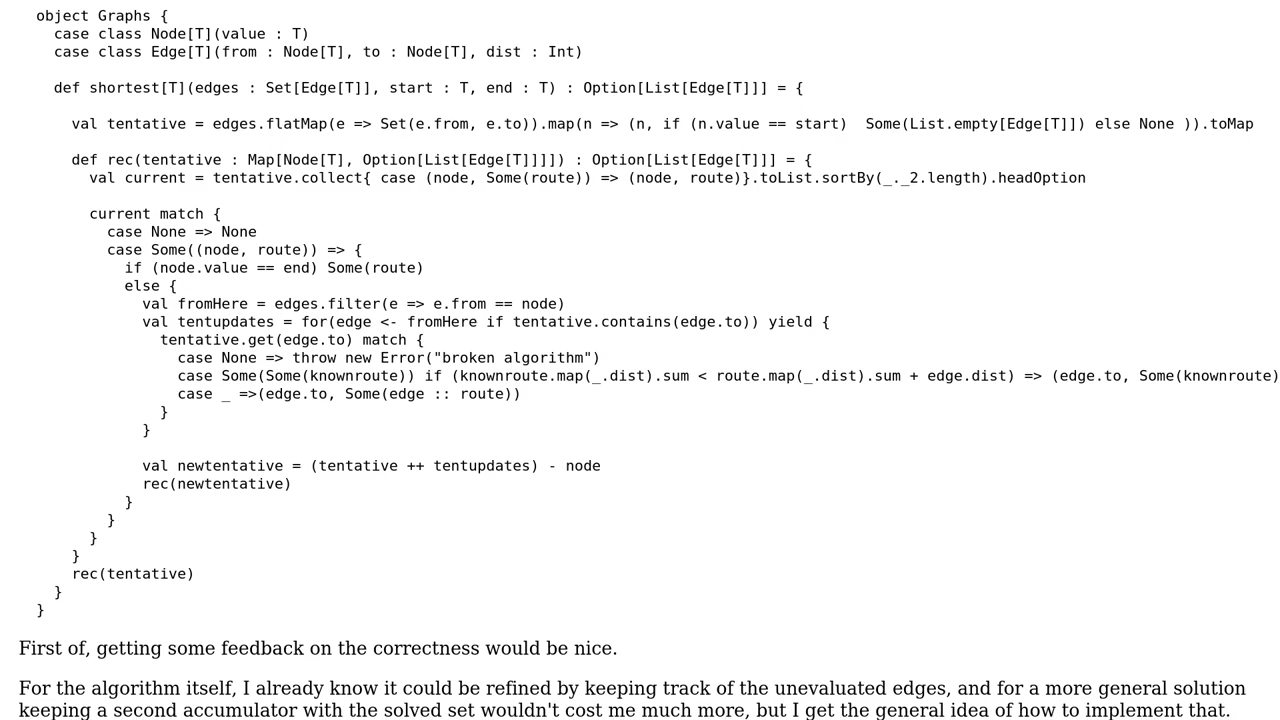 object Graphs {
  case class Node[T](value : T)
  case class Edge[T](from : Node[T], to : Node[T], dist : Int)
  def shortest[T](edges : Set[Edge[T]], start : T, end : T) : Option[List[Edge[T]]] = {
    val tentative = edges.flatMap(e => Set(e.from, e.to)).map(n => (n, if (n.value == start)  Some(List.empty[Edge[T]]) else None )).toMap
    def rec(tentative : Map[Node[T], Option[List[Edge[T]]]]) : Option[List[Edge[T]]] = {
      val current = tentative.collect{ case (node, Some(route)) => (node, route)}.toList.sortBy(_._2.length).headOption
      current match {
        case None => None
        case Some((node, route)) => {
          if (node.value == end) Some(route)
          else {
            val fromHere = edges.filter(e => e.from == node)
            val tentupdates = for(edge <- fromHere if tentative.contains(edge.to)) yield {
              tentative.get(edge.to) match {
                case None => throw new Error("broken algorithm")
                case Some(Some(knownroute)) if (knownroute.map(_.dist).sum < route.map(_.dist).sum + edge.dist) => (edge.to, Some(knownroute)
                case _ =>(edge.to, Some(edge :: route))
              }
            }
            val newtentative = (tentative ++ tentupdates) - node
            rec(newtentative)
          }
        }
      }
    }
    rec(tentative)
  }
}
First of, getting some feedback on the correctness would be nice.
For the algorithm itself, I already know it could be refined by keeping track of the unevaluated edges, and for a more general solution
keeping a second accumulator with the solved set wouldn't cost me much more, but I get the general idea of how to implement that.